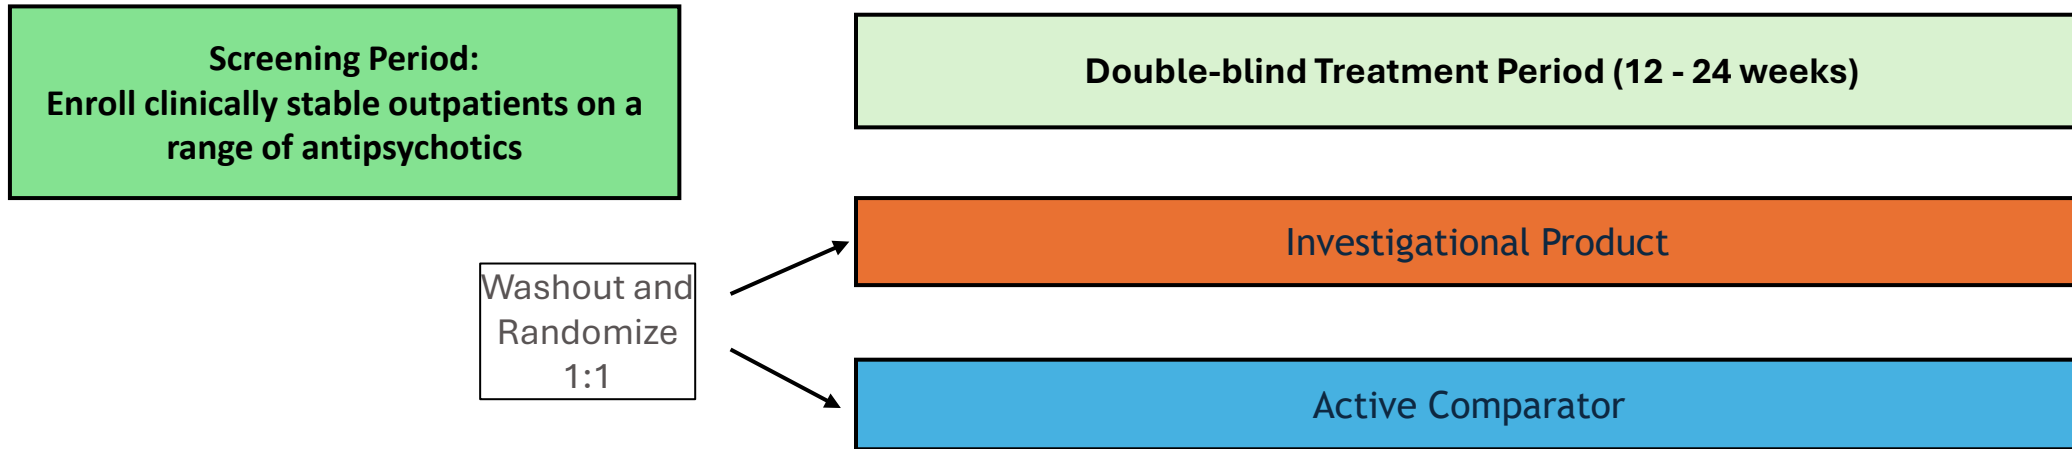 Screening Period:
Enroll clinically stable outpatients on a
range of antipsychotics
Double-blind Treatment Period (12 - 24 weeks)
Washout and
Randomize
1:1
Investigational Product
Active Comparator